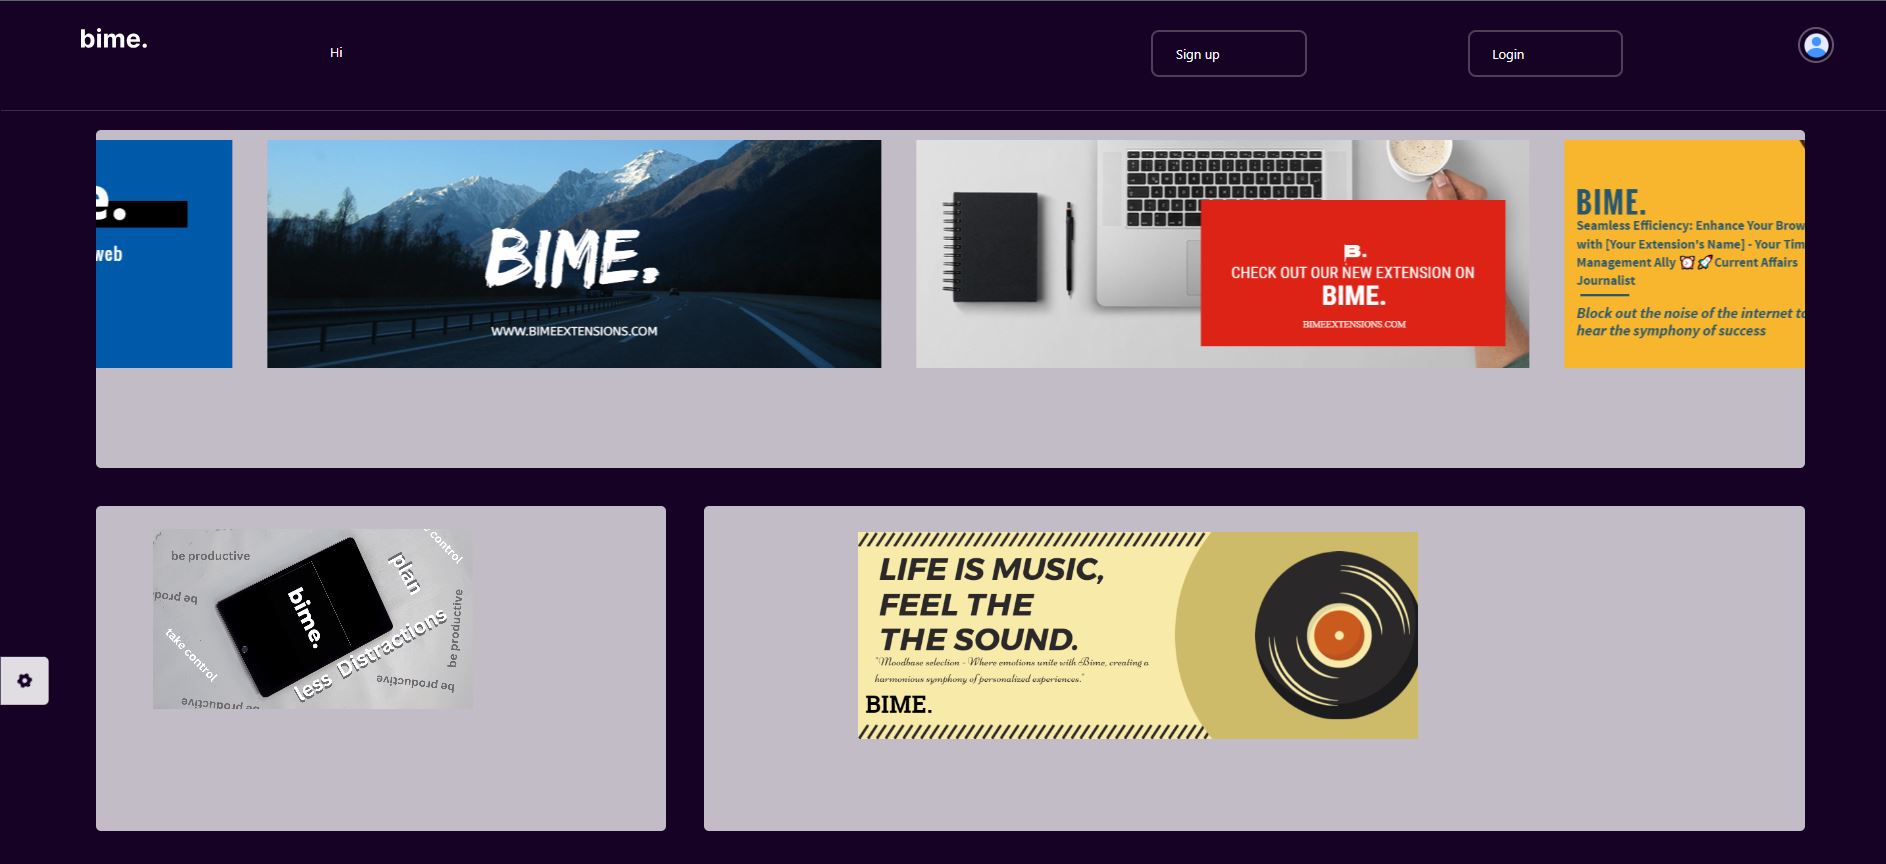 bime.
Hi
Sign up
Login
e.
web
BIME.
WWW.BIMEEXTENSIONS.COM
B.
CHECK OUT OUR NEW EXTENSION ON
BIME.
BIMEEXTENSIONS.COM
BIME.
Seamless Efficiency: Enhance Your Brow
with [Your Extension's Name] - Your Tim
Management Ally ⏰🚀Current Affairs
Journalist
Block out the noise of the internet to
hear the symphony of success
be productive
control
plan
be produc
bime.
be productive
take control
less Distractions
be productive
be productive
LIFE IS MUSIC,
FEEL THE
THE SOUND.
"Moodbase selection - Where emotions unite with Bime, creating a
harmonious symphony of personalized experiences."
BIME.